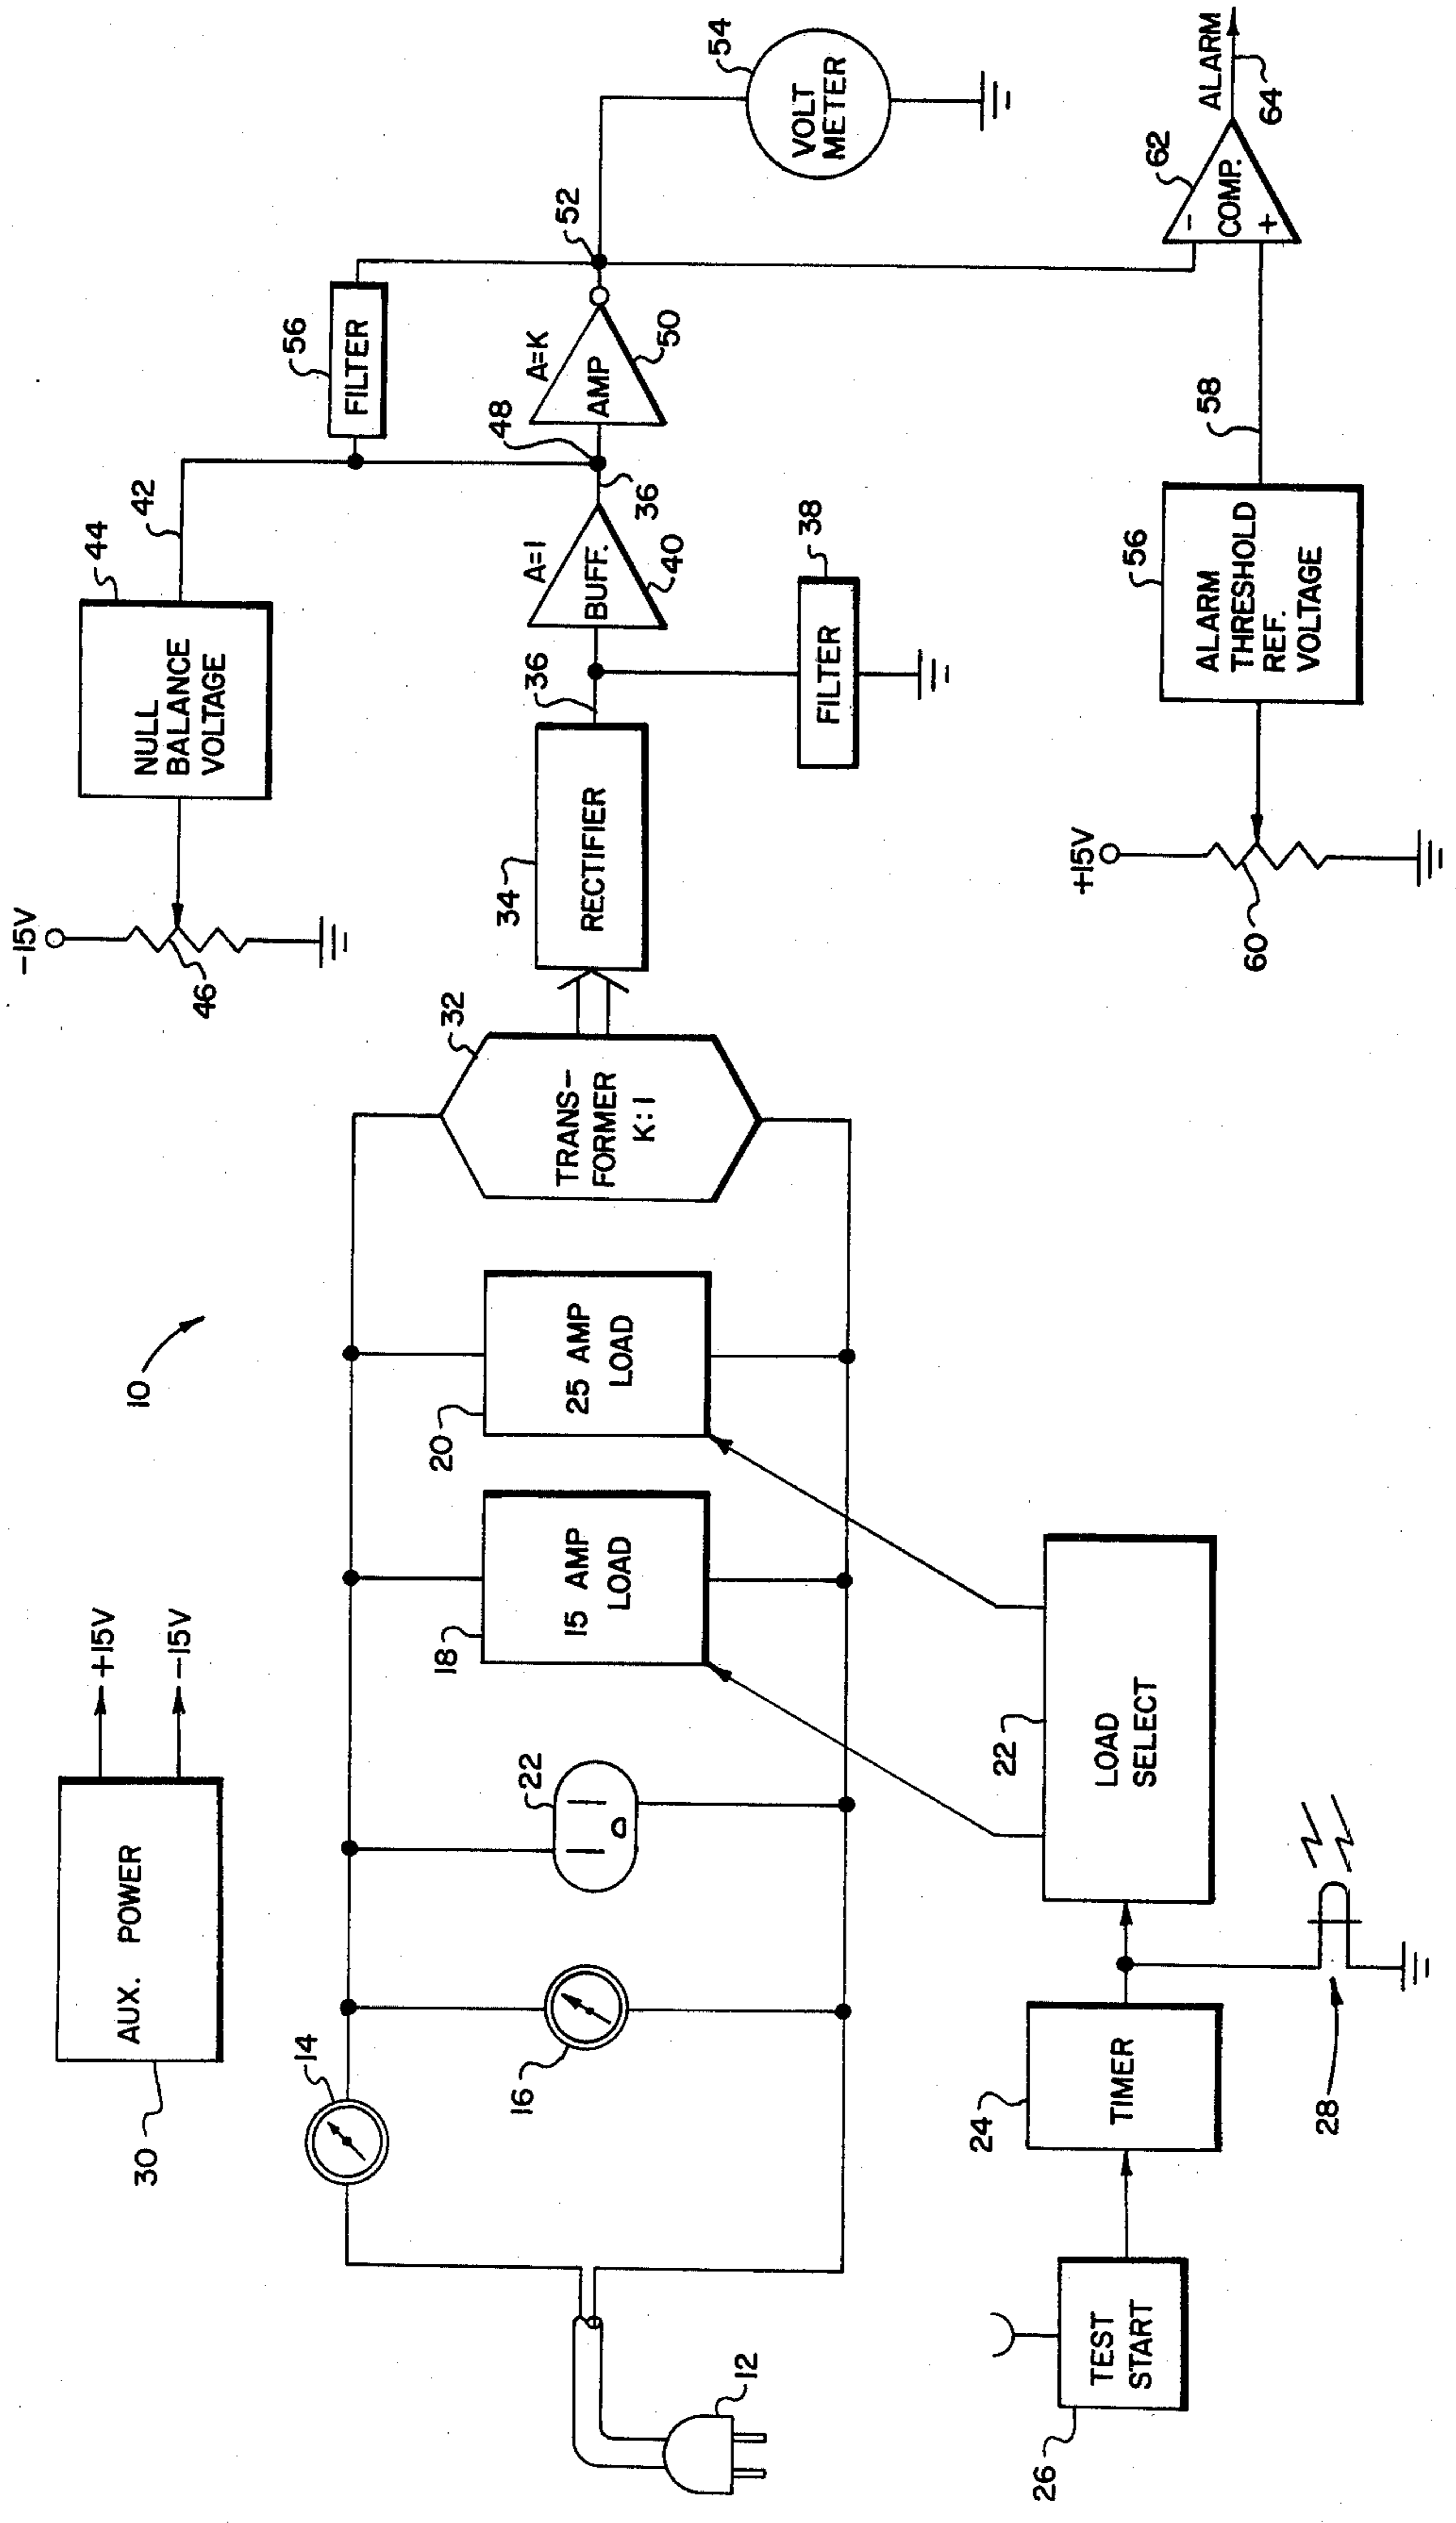 30
AUX. POWER
+15V
-15V
10
-15V
46
NULL
BALANCE
VOLTAGE
44
42
56
FILTER
12
14
16
22
18
15 AMP
LOAD
20
25 AMP
LOAD
32
TRANS-
FORMER
K:1
34
RECTIFIER
36
FILTER
38
A=1
BUFF.
40
36
48
A=K
AMP
50
52
54
VOLT
METER
26
TEST
START
24
TIMER
28
22
LOAD
SELECT
+15V
60
56
ALARM
THRESHOLD
REF.
VOLTAGE
58
62
-
COMP.
+
ALARM
64